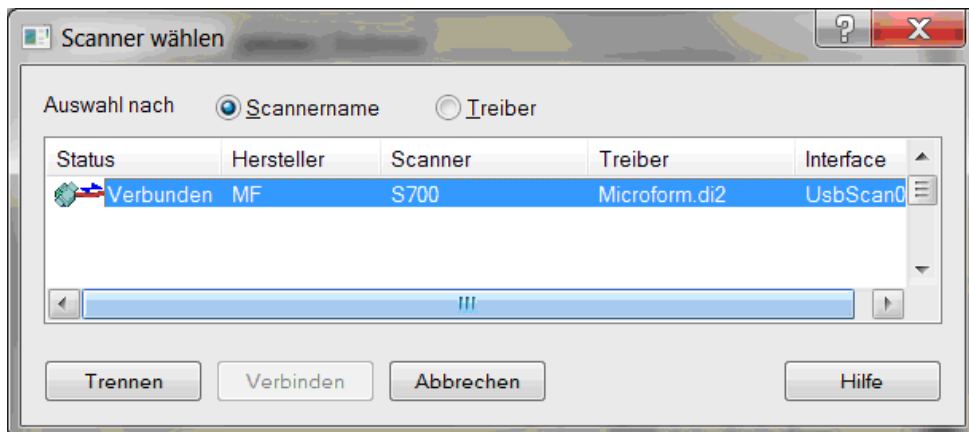 Scanner wählen
Auswahl nach Scannername Treiber
Status Hersteller Scanner Treiber Interface
Verbunden MF S700 Microform.di2 UsbScan0
Trennen Verbinden Abbrechen Hilfe